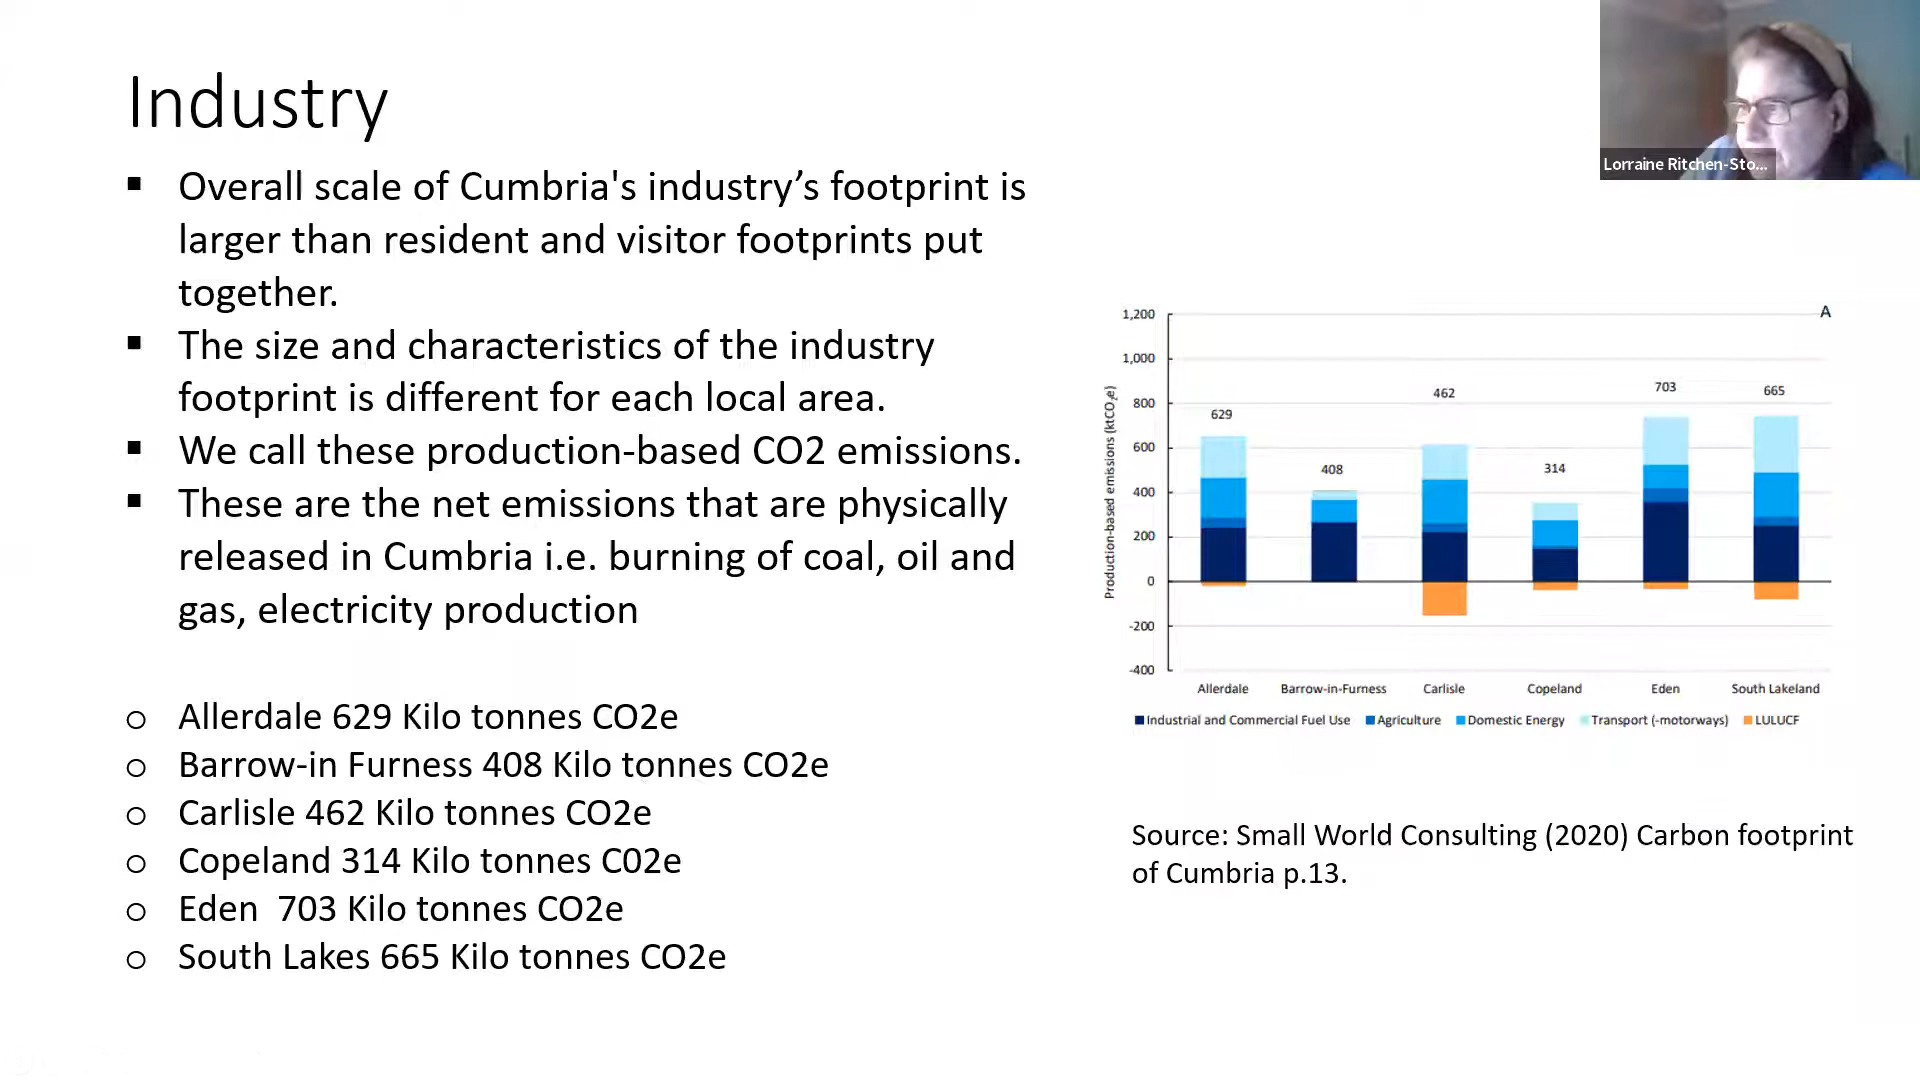 Industry
▪ Overall scale of Cumbria's industry’s footprint is
larger than resident and visitor footprints put
together.
▪ The size and characteristics of the industry
footprint is different for each local area.
▪ We call these production-based CO2 emissions.
▪ These are the net emissions that are physically
released in Cumbria i.e. burning of coal, oil and
gas, electricity production
o Allerdale 629 Kilo tonnes CO2e
o Barrow-in Furness 408 Kilo tonnes CO2e
o Carlisle 462 Kilo tonnes CO2e
o Copeland 314 Kilo tonnes C02e
o Eden  703 Kilo tonnes CO2e
o South Lakes 665 Kilo tonnes CO2e
Lorraine Ritchen-Sto...
A
Production-based emissions (ktCO₂e)
1,200
1,000
800
600
400
200
0
-200
-400
629
408
462
314
703
665
Allerdale Barrow-in-Furness Carlisle Copeland Eden South Lakeland
Industrial and Commercial Fuel Use Agriculture Domestic Energy Transport (-motorways) LULUCF
Source: Small World Consulting (2020) Carbon footprint
of Cumbria p.13.